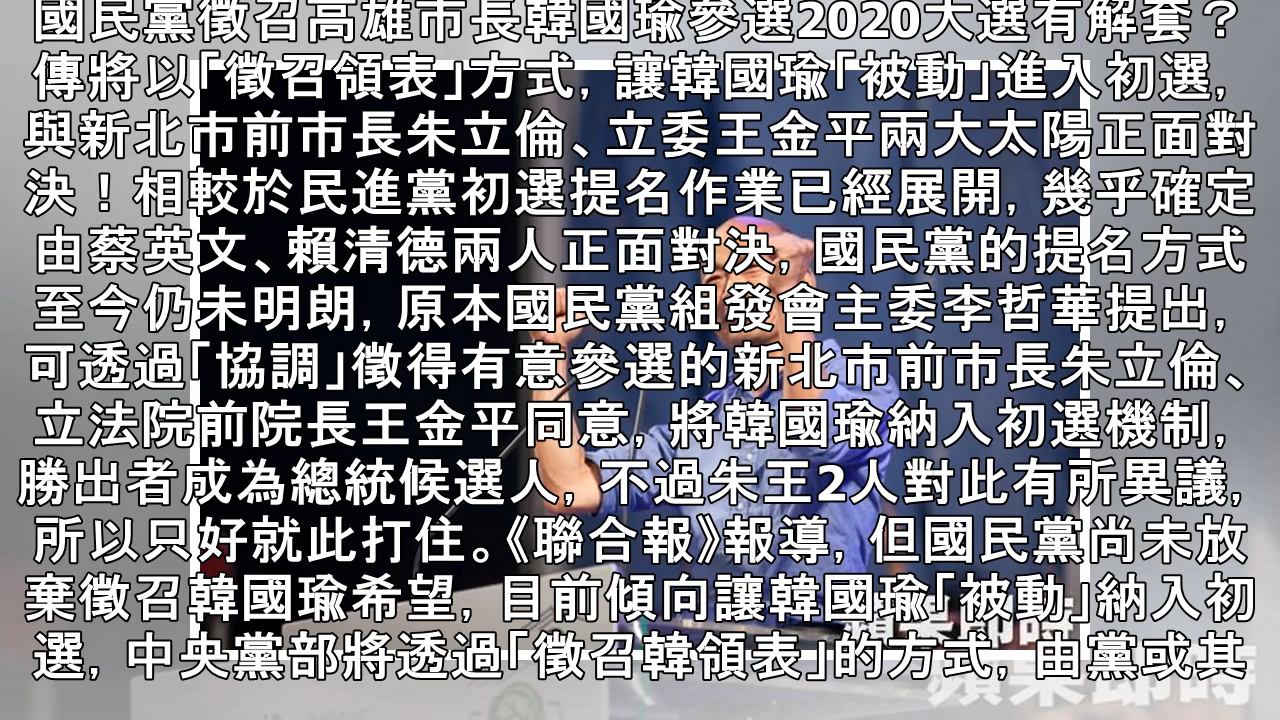 國民黨徵召高雄市長韓國瑜參選2020大選有解套？
傳將以「徵召領表」方式，讓韓國瑜「被動」進入初選，
與新北市前市長朱立倫、立委王金平兩大太陽正面對
決！相較於民進黨初選提名作業已經展開，幾乎確定
由蔡英文、賴清德兩人正面對決，國民黨的提名方式
至今仍未明朗，原本國民黨組發會主委李哲華提出，
可透過「協調」徵得有意參選的新北市前市長朱立倫、
立法院前院長王金平同意，將韓國瑜納入初選機制，
勝出者成為總統候選人，不過朱王2人對此有所異議，
所以只好就此打住。《聯合報》報導，但國民黨尚未放
棄徵召韓國瑜希望，目前傾向讓韓國瑜「被動」納入初
選，中央黨部將透過「徵召韓領表」的方式，由黨或其
蘋果即時
蘋果即時